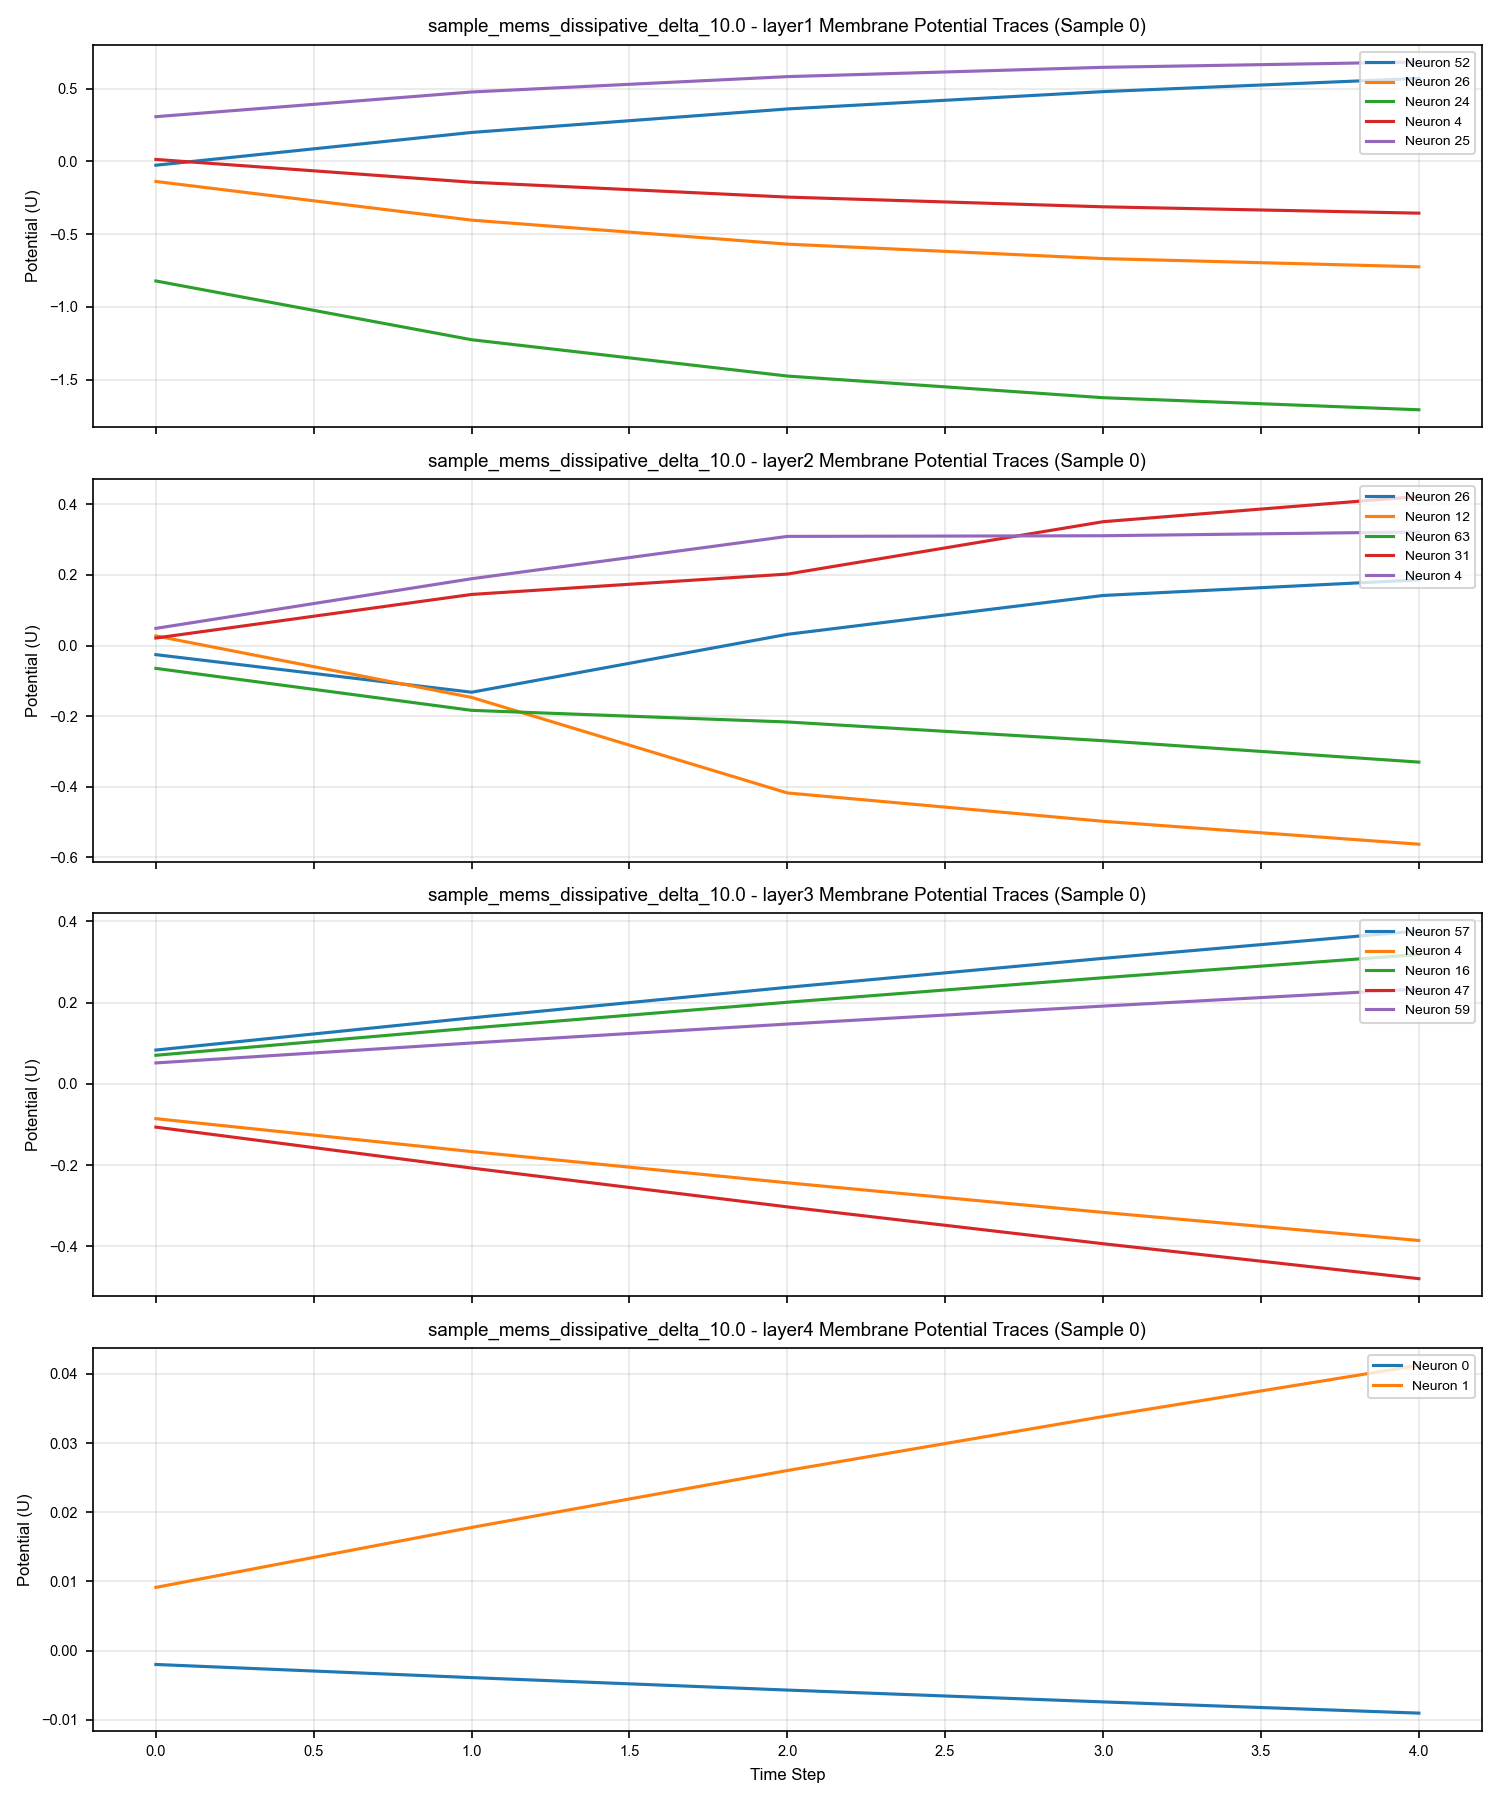 sample_mems_dissipative_delta_10.0 - layer1 Membrane Potential Traces (Sample 0)
Potential (U)
0.5
0.0
−0.5
−1.0
−1.5
Neuron 52
Neuron 26
Neuron 24
Neuron 4
Neuron 25
sample_mems_dissipative_delta_10.0 - layer2 Membrane Potential Traces (Sample 0)
Potential (U)
0.4
0.2
0.0
−0.2
−0.4
−0.6
Neuron 26
Neuron 12
Neuron 63
Neuron 31
Neuron 4
sample_mems_dissipative_delta_10.0 - layer3 Membrane Potential Traces (Sample 0)
Potential (U)
0.4
0.2
0.0
−0.2
−0.4
Neuron 57
Neuron 4
Neuron 16
Neuron 47
Neuron 59
sample_mems_dissipative_delta_10.0 - layer4 Membrane Potential Traces (Sample 0)
Potential (U)
0.04
0.03
0.02
0.01
0.00
−0.01
Neuron 0
Neuron 1
0.0 0.5 1.0 1.5 2.0 2.5 3.0 3.5 4.0
Time Step